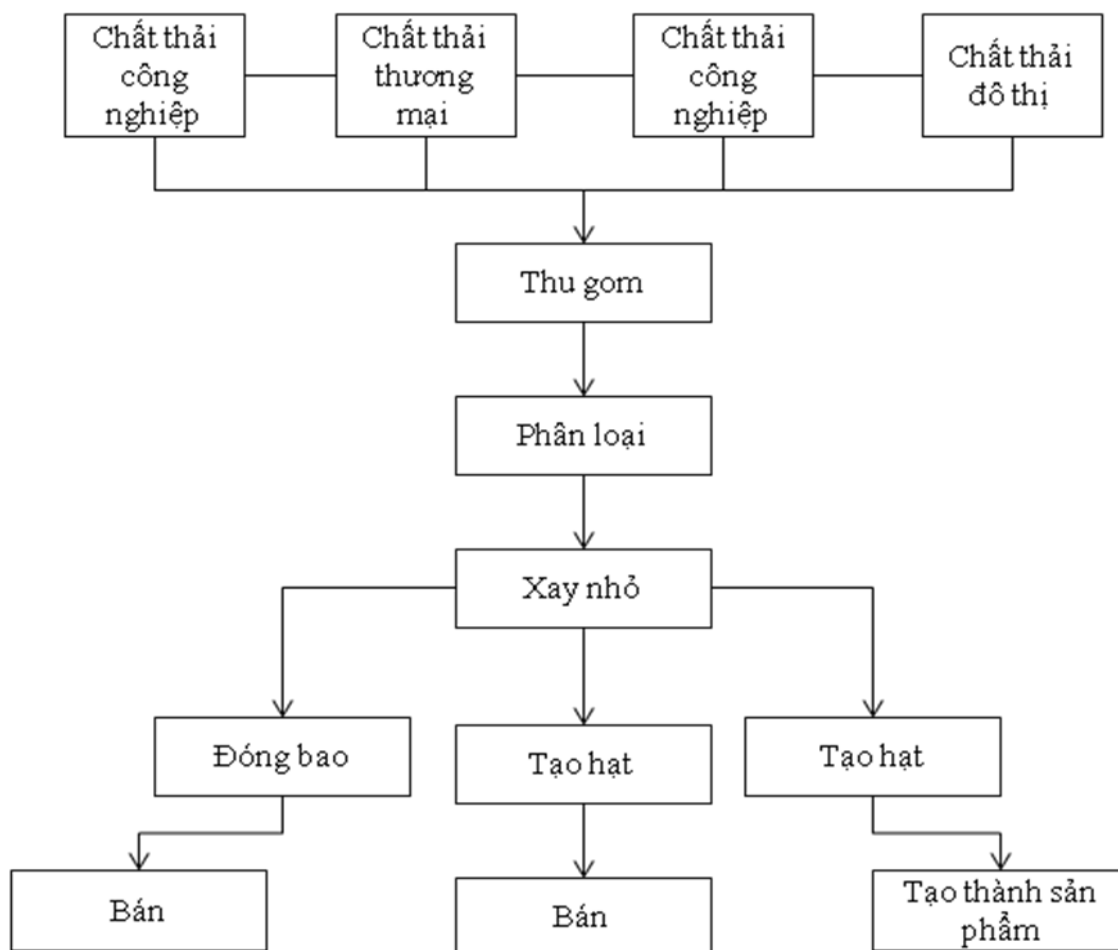 Chất thải
công
nghiệp
Chất thải
thương
mại
Chất thải
công
nghiệp
Chất thải
đô thị
Thu gom
Phân loại
Xay nhỏ
Đóng bao
Tạo hạt
Tạo hạt
Bán
Bán
Tạo thành sản
phẩm